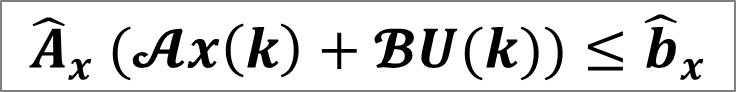 Â_x (𝓐x(k) + 𝓑U(k)) ≤ b̂_x